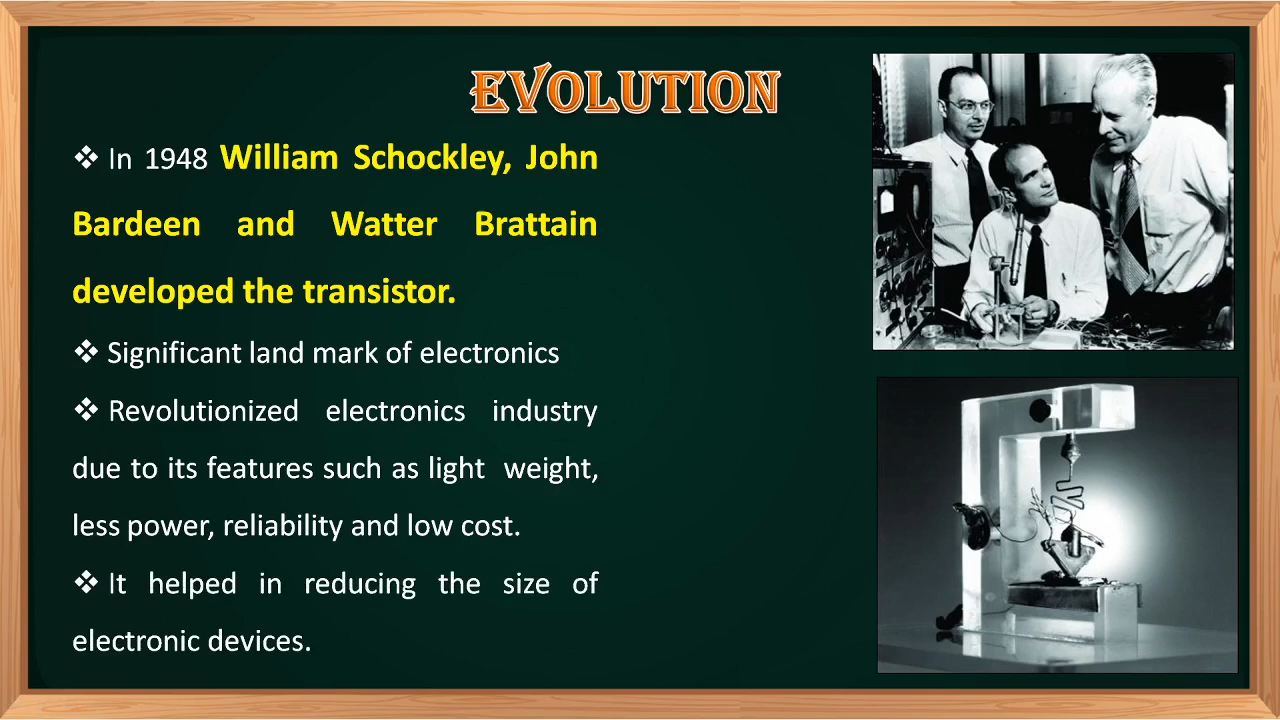 EVOLUTION
❖ In 1948 William Schockley, John
Bardeen and Watter Brattain
developed the transistor.
❖ Significant land mark of electronics
❖ Revolutionized electronics industry
due to its features such as light weight,
less power, reliability and low cost.
❖ It helped in reducing the size of
electronic devices.